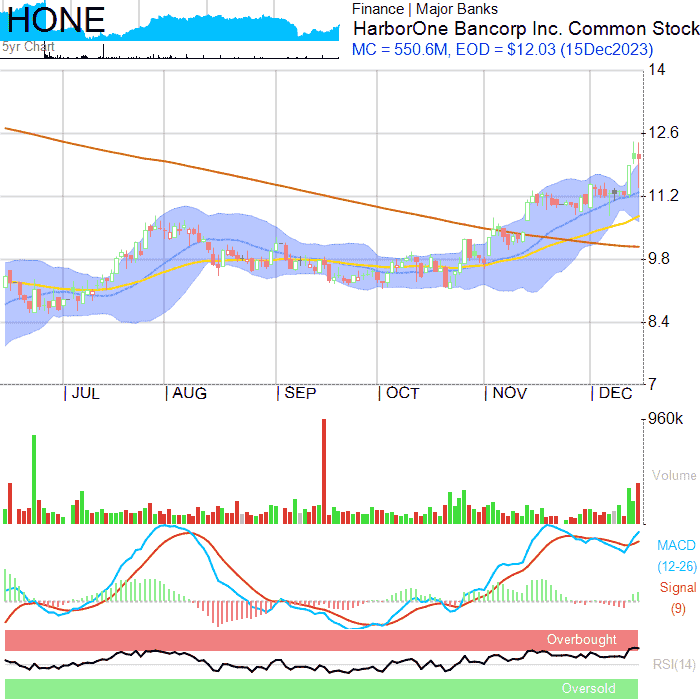 HONE
5yr Chart
Finance | Major Banks
HarborOne Bancorp Inc. Common Stock
MC = 550.6M, EOD = $12.03 (15Dec2023)
14
12.6
11.2
9.8
8.4
7
JUL AUG SEP OCT NOV DEC
960k
Volume
MACD
(12-26)
Signal
(9)
Overbought
RSI(14)
Oversold